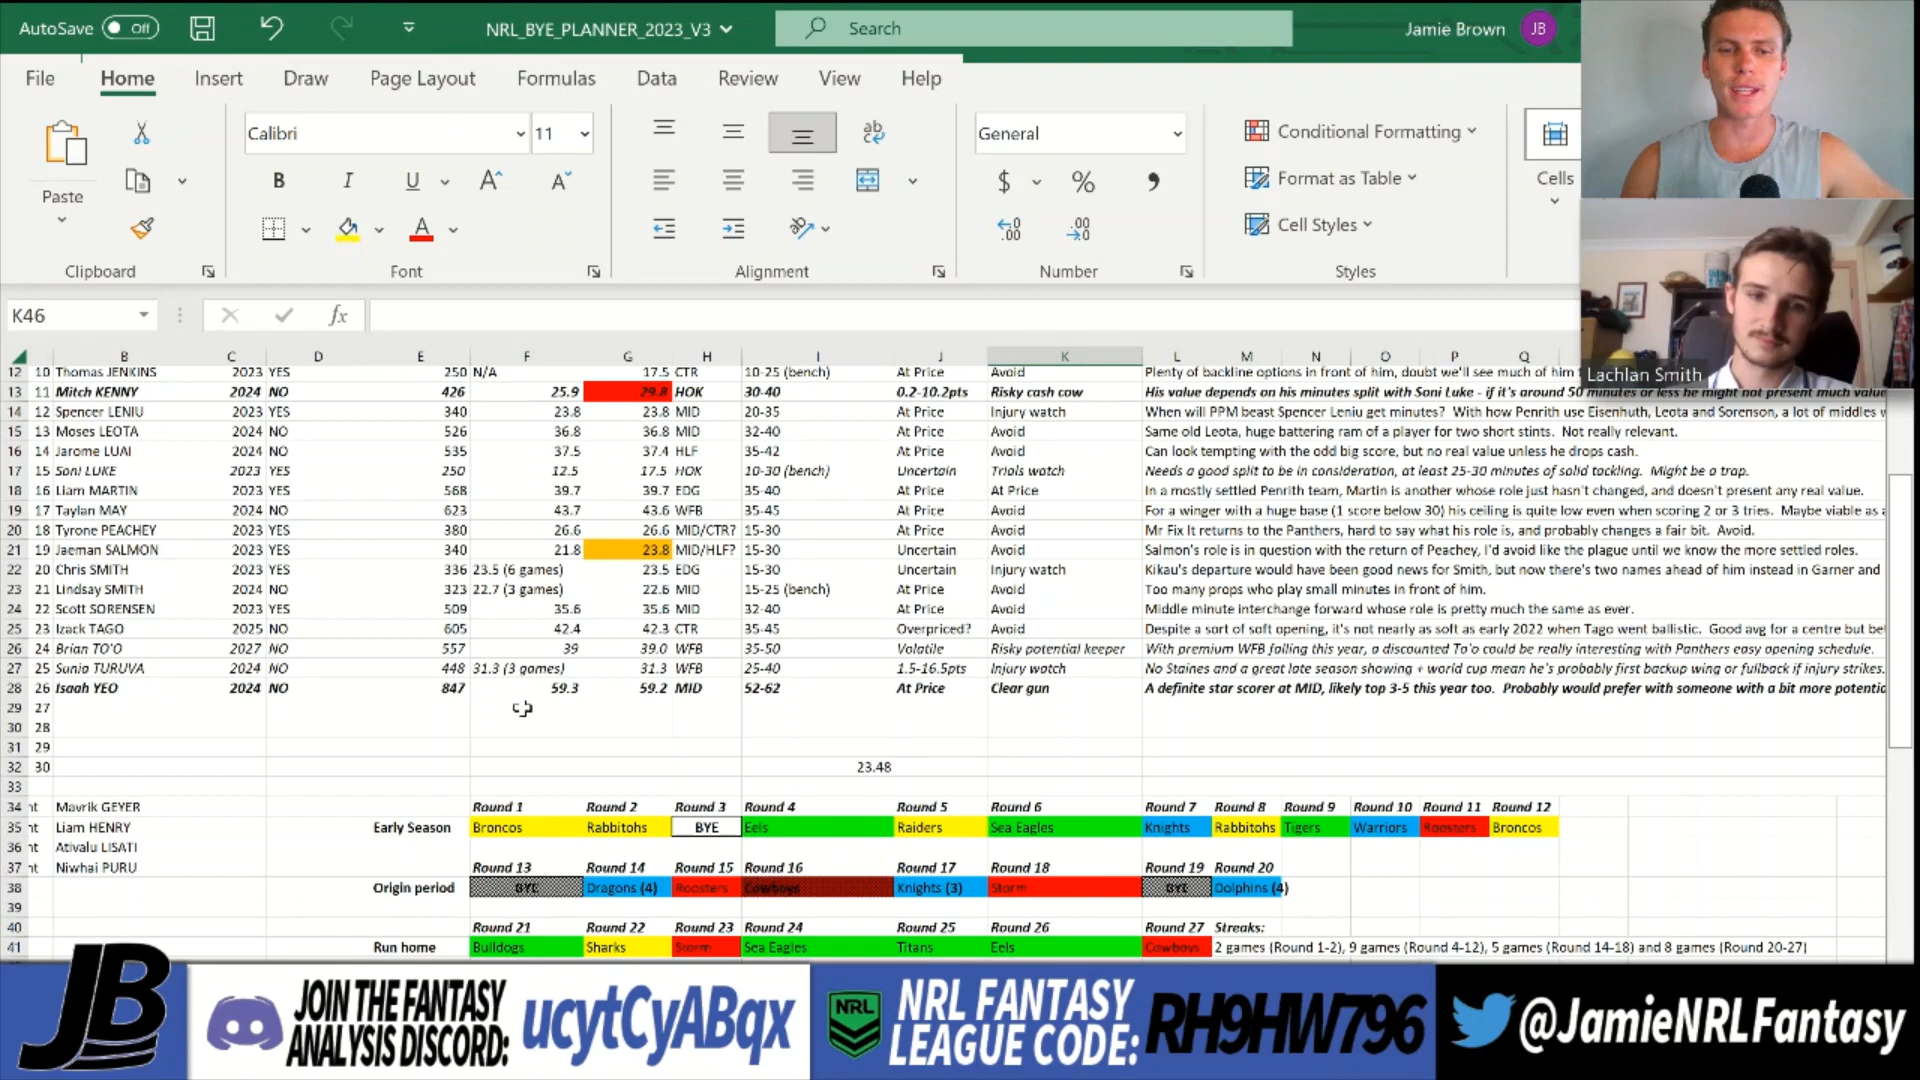 AutoSave Off NRL_BYE_PLANNER_2023_V3 Search Jamie Brown JB
File Home Insert Draw Page Layout Formulas Data Review View Help
Calibri 11 General Conditional Formatting
Paste B I U A A $ % Format as Table Cells
Cell Styles
Clipboard Font Alignment Number Styles
K46 fx
Lachlan Smith
B C D E F G H I J K L M N O P Q
12 10 Thomas JENKINS 2023 YES 250 N/A 17.5 CTR 10-25 (bench) At Price Avoid Plenty of backline options in front of him, doubt we'll see much of him
13 11 Mitch KENNY 2024 NO 426 25.9 29.8 HOK 30-40 0.2-10.2pts Risky cash cow His value depends on his minutes split with Soni Luke - if it's around 50 minutes or less he might not present much value
14 12 Spencer LENIU 2023 YES 340 23.8 23.8 MID 20-35 At Price Injury watch When will PPM beast Spencer Leniu get minutes? With how Penrith use Eisenhuth, Leota and Sorenson, a lot of middles
15 13 Moses LEOTA 2024 NO 526 36.8 36.8 MID 32-40 At Price Avoid Same old Leota, huge battering ram of a player for two short stints. Not really relevant.
16 14 Jarome LUAI 2024 NO 535 37.5 37.4 HLF 35-42 At Price Avoid Can look tempting with the odd big score, but no real value unless he drops cash.
17 15 Soni LUKE 2023 YES 250 12.5 17.5 HOK 10-30 (bench) Uncertain Trials watch Needs a good split to be in consideration, at least 25-30 minutes of solid tackling. Might be a trap.
18 16 Liam MARTIN 2023 YES 568 39.7 39.7 EDG 35-40 At Price At Price In a mostly settled Penrith team, Martin is another whose role just hasn't changed, and doesn't present any real value.
19 17 Taylan MAY 2024 NO 623 43.7 43.6 WFB 35-45 At Price Avoid For a winger with a huge base (1 score below 30) his ceiling is quite low even when scoring 2 or 3 tries. Maybe viable as
20 18 Tyrone PEACHEY 2023 YES 380 26.6 26.6 MID/CTR? 15-30 At Price Avoid Mr Fix It returns to the Panthers, hard to say what his role is, and probably changes a fair bit. Avoid.
21 19 Jaeman SALMON 2023 YES 340 21.8 23.8 MID/HLF? 15-30 Uncertain Avoid Salmon's role is in question with the return of Peachey, I'd avoid like the plague until we know the more settled roles.
22 20 Chris SMITH 2023 YES 336 23.5 (6 games) 23.5 EDG 15-30 Uncertain Injury watch Kikau's departure would have been good news for Smith, but now there's two names ahead of him instead in Garner and
23 21 Lindsay SMITH 2024 NO 323 22.7 (3 games) 22.6 MID 15-25 (bench) At Price Avoid Too many props who play small minutes in front of him.
24 22 Scott SORENSEN 2023 YES 509 35.6 35.6 MID 32-40 At Price Avoid Middle minute interchange forward whose role is pretty much the same as ever.
25 23 Izack TAGO 2025 NO 605 42.4 42.3 CTR 35-45 Overpriced? Avoid Despite a sort of soft opening, it's not nearly as soft as early 2022 when Tago went ballistic. Good avg for a centre but
26 24 Brian TO'O 2027 NO 557 39 39.0 WFB 35-50 Volatile Risky potential keeper With premium WFB falling this year, a discounted To'o could be really interesting with Panthers easy opening schedule.
27 25 Sunia TURUVA 2024 NO 448 31.3 (3 games) 31.3 WFB 25-40 1.5-16.5pts Injury watch No Staines and a great late season showing + world cup mean he's probably first backup wing or fullback if injury strikes.
28 26 Isaah YEO 2024 NO 847 59.3 59.2 MID 52-62 At Price Clear gun A definite star scorer at MID, likely top 3-5 this year too. Probably would prefer with someone with a bit more
29 27
30 28
31 29
32 30 23.48
33
34 nt Mavrik GEYER Round 1 Round 2 Round 3 Round 4 Round 5 Round 6 Round 7 Round 8 Round 9 Round 10 Round 11 Round 12
35 nt Liam HENRY Early Season Broncos Rabbitohs BYE Eels Raiders Sea Eagles Knights Rabbitohs Tigers Warriors Roosters Broncos
36 nt Ativalu LISATI
37 nt Niwhai PURU Round 13 Round 14 Round 15 Round 16 Round 17 Round 18 Round 19 Round 20
38 Origin period BYE Dragons (4) Roosters Cowboys Knights (3) Storm BYE Dolphins (4)
39
40 Round 21 Round 22 Round 23 Round 24 Round 25 Round 26 Round 27 Streaks:
41 Run home Bulldogs Sharks Storm Sea Eagles Titans Eels Cowboys 2 games (Round 1-2), 9 games (Round 4-12), 5 games (Round 14-18) and 8 games (Round 20-27)
JB JOIN THE FANTASY ANALYSIS DISCORD: ucytCyABqx NRL NRL FANTASY LEAGUE CODE: RH9HW796 @JamieNRLFantasy